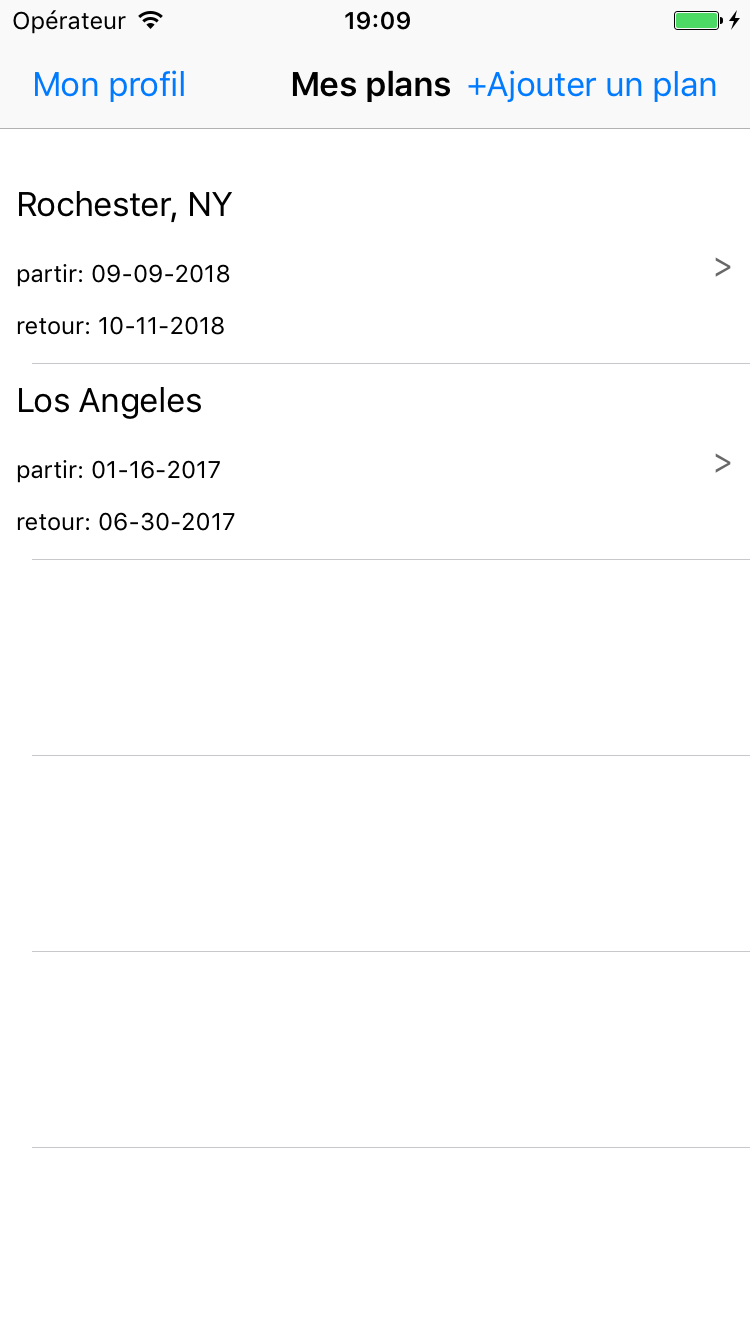 Opérateur 19:09
Mon profil Mes plans +Ajouter un plan
Rochester, NY
partir: 09-09-2018
>
retour: 10-11-2018
Los Angeles
partir: 01-16-2017
>
retour: 06-30-2017